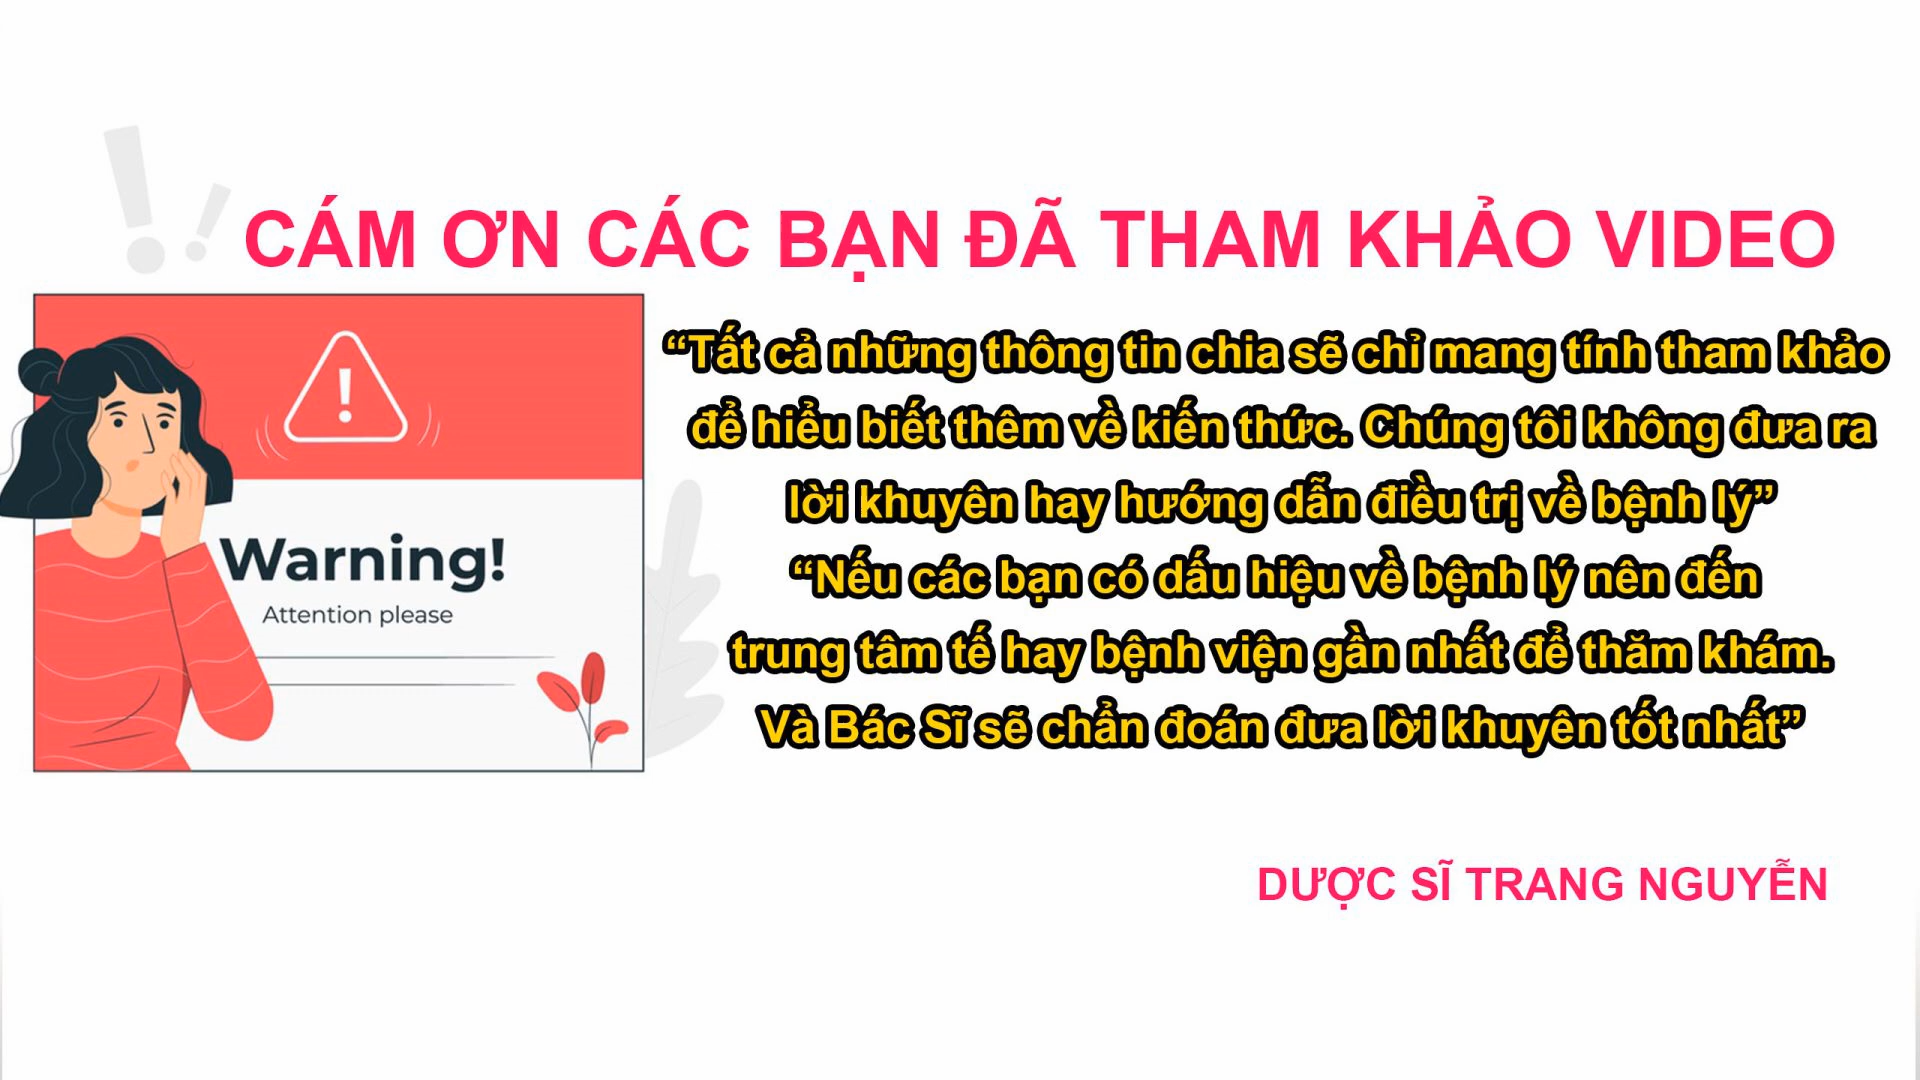 CÁM ƠN CÁC BẠN ĐÃ THAM KHẢO VIDEO
Warning!
Attention please
“Tất cả những thông tin chia sẽ chỉ mang tính tham khảo
để hiểu biết thêm về kiến thức. Chúng tôi không đưa ra
lời khuyên hay hướng dẫn điều trị về bệnh lý”
“Nếu các bạn có dấu hiệu về bệnh lý nên đến
trung tâm tế hay bệnh viện gần nhất để thăm khám.
Và Bác Sĩ sẽ chẩn đoán đưa lời khuyên tốt nhất”
DƯỢC SĨ TRANG NGUYỄN